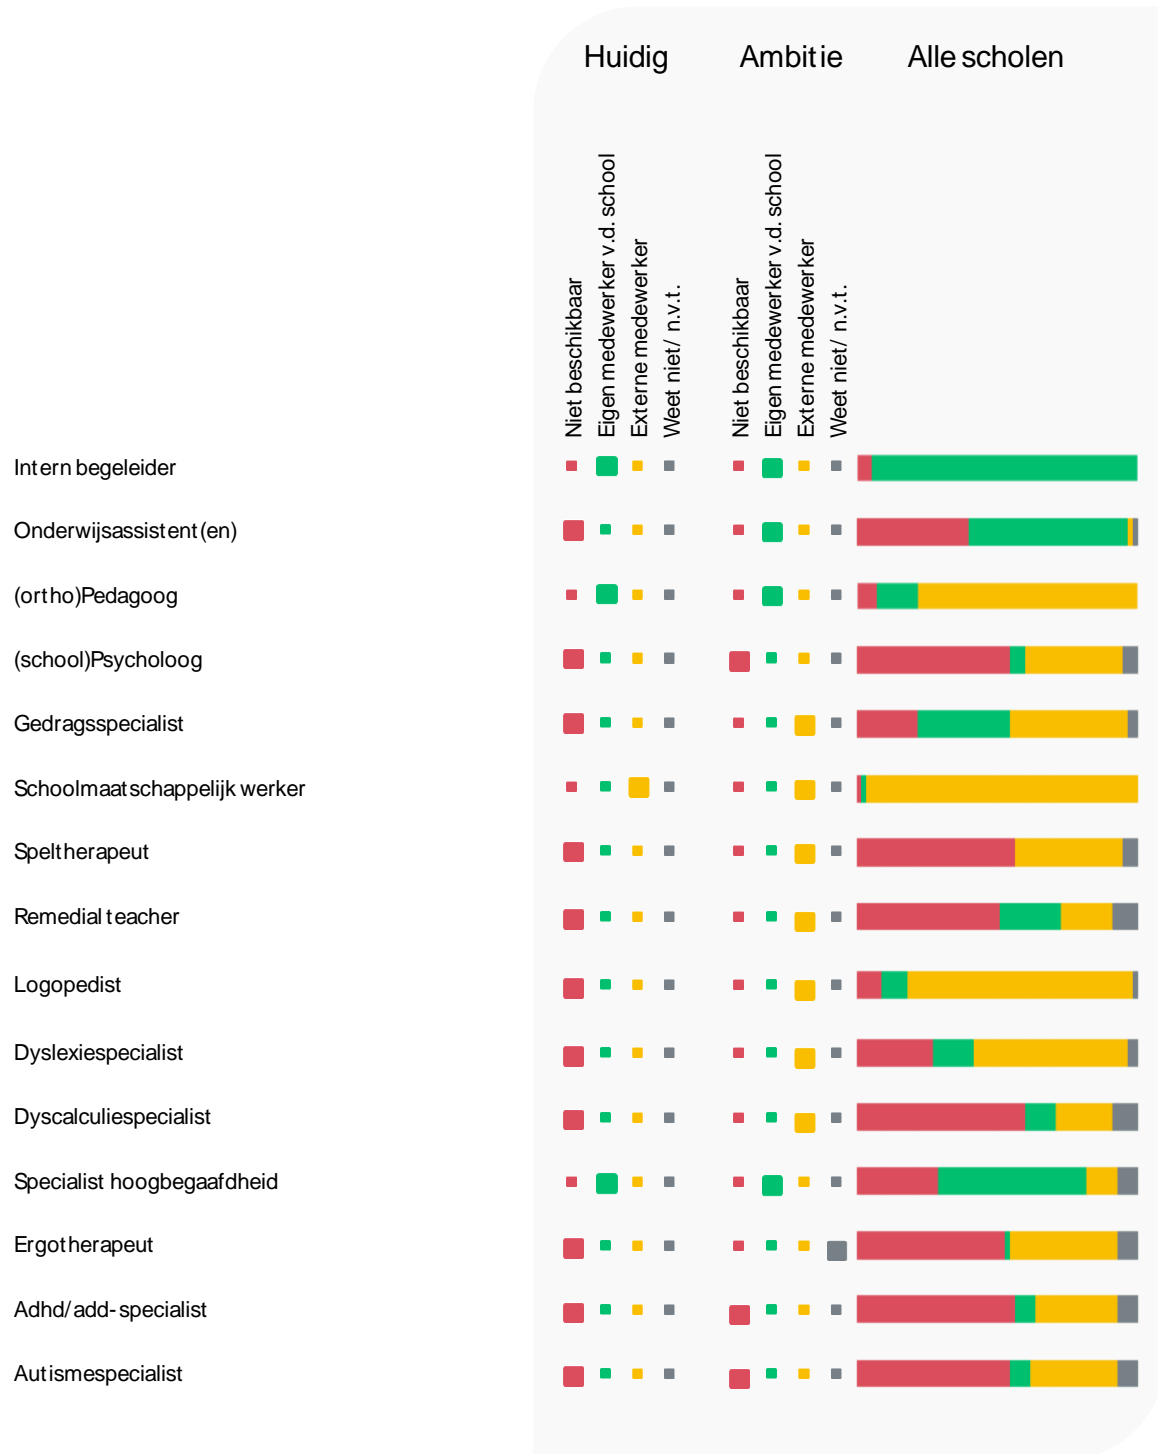 Huidig Ambitie Alle scholen
Niet beschikbaar
Eigen medewerker v.d. school
Externe medewerker
Weet niet/ n.v.t.
Niet beschikbaar
Eigen medewerker v.d. school
Externe medewerker
Weet niet/ n.v.t.
Intern begeleider
Onderwijsassistent(en)
(ortho)Pedagoog
(school)Psycholoog
Gedragsspecialist
Schoolmaatschappelijk werker
Speltherapeut
Remedial teacher
Logopedist
Dyslexiespecialist
Dyscalculiespecialist
Specialist hoogbegaafdheid
Ergotherapeut
Adhd/add-specialist
Autismespecialist